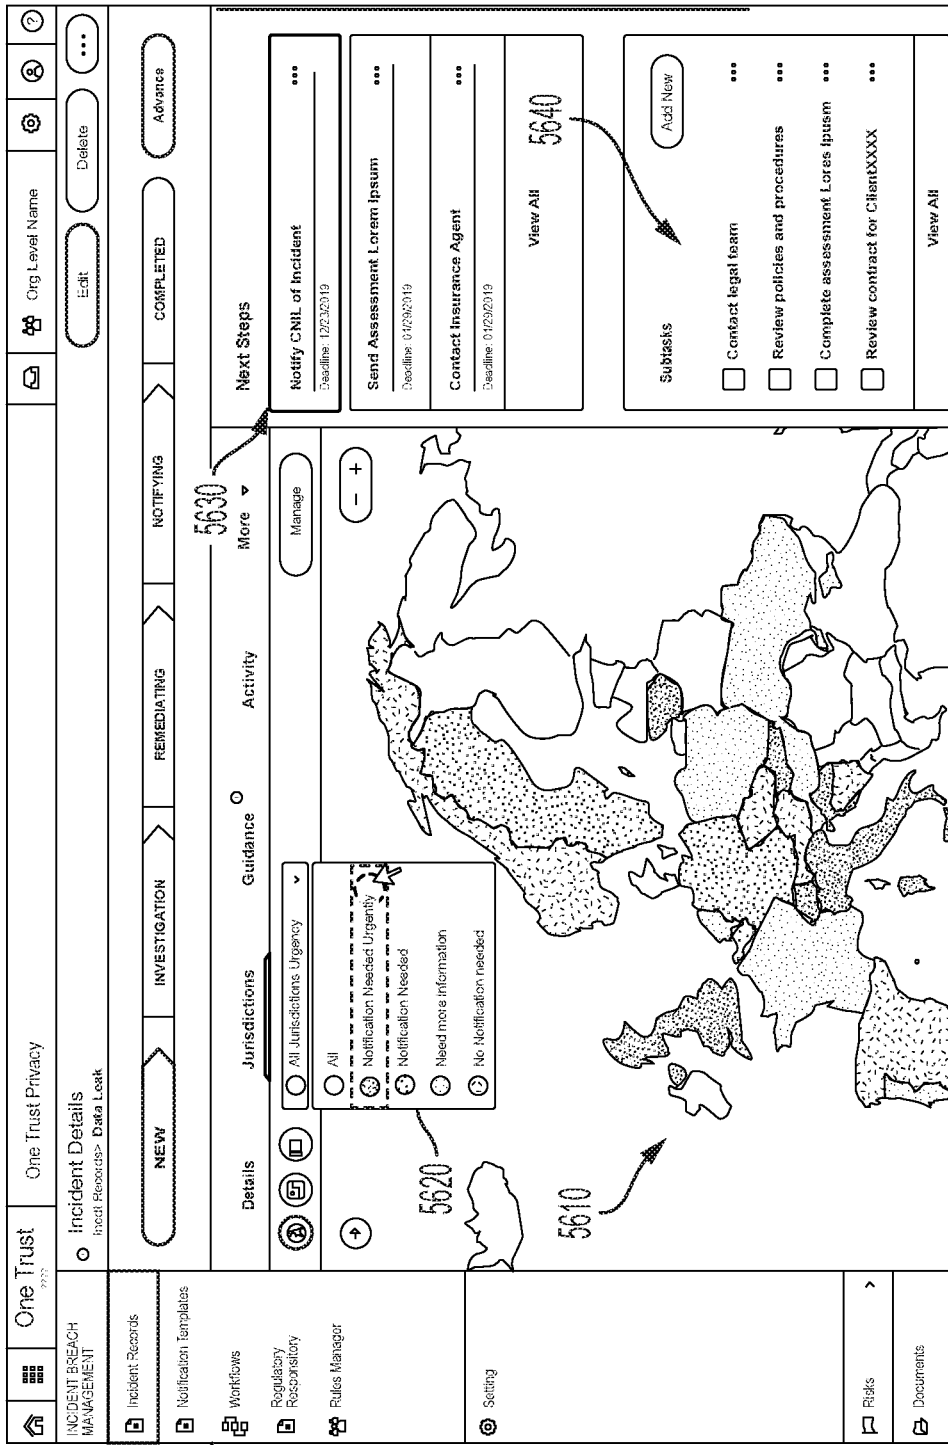 One Trust
????
One Trust Privacy
Org Level Name
?
INCIDENT BREACH
MANAGEMENT
Incident Records
Notification Templates
Workflows
Regulatory
Responsitory
Rules Manager
Setting
Risks
Documents
Incident Details
Incdt Records> Data Leak
Edit
Delete
NEW
INVESTIGATION
REMEDIATING
NOTIFYING
COMPLETED
Advance
Details
Jurisdictions
Guidance
Activity
More
5630
All Jurisdictions Urgency
Manage
All
Notification Needed Urgently
Notification Needed
Need more Information
No Notification needed
- +
5620
5610
Next Steps
Notify CNIL of Incident
Deadline: 12/23/2019
Send Assessment Lorem Ipsum
Deadline: 01/29/2019
Contact Insurance Agent
Deadline: 01/29/2019
View All
5640
Subtasks
Add New
Contact legal team
Review policies and procedures
Complete assessment Lores Ipusm
Review contract for ClientXXXX
View All